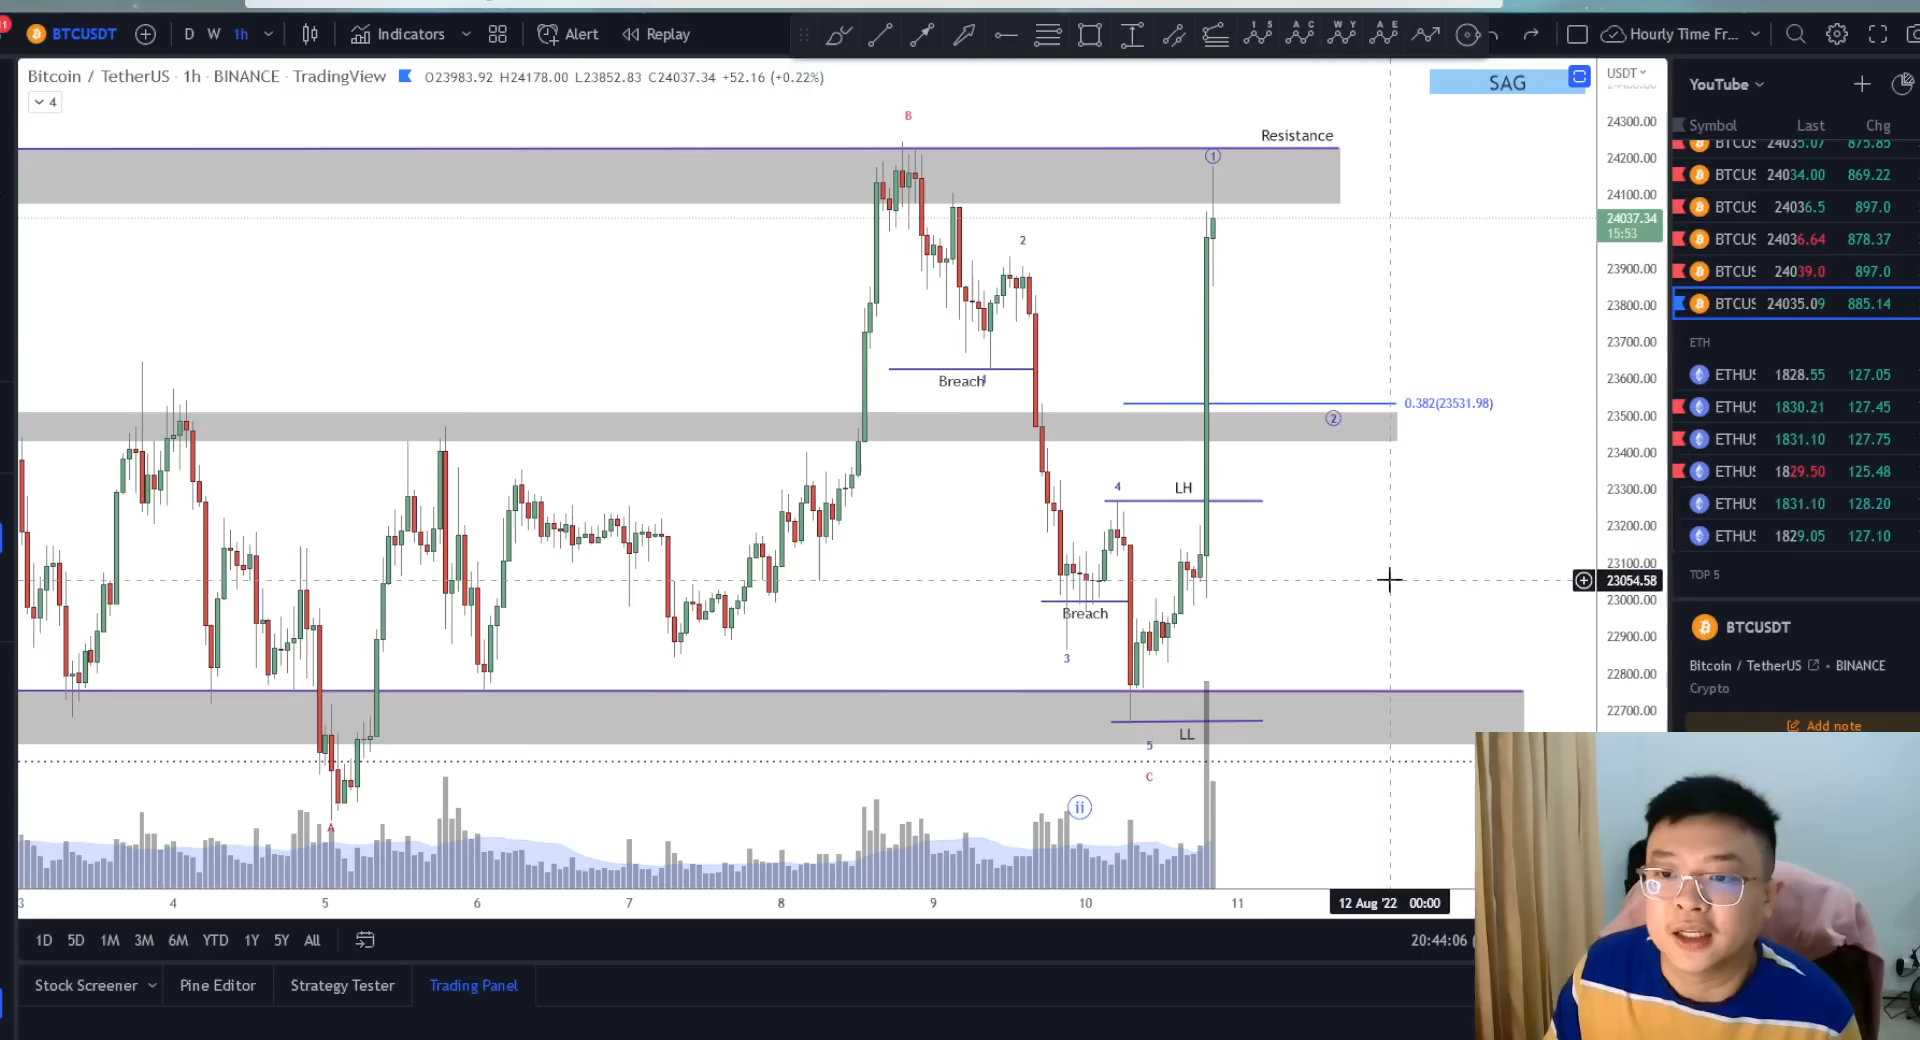 BTCUSDT D W 1h Indicators Alert Replay Hourly Time Fr...
Bitcoin / TetherUS · 1h · BINANCE · TradingView O23983.92 H24178.00 L23852.83 C24037.34 +52.16 (+0.22%)
4
SAG
USDT
YouTube
Symbol Last Chg
B
Resistance
1
2
Breach
1
0.382(23531.98)
2
4
LH
Breach
3
LL
5
C
ii
A
24300.00
24200.00
24100.00
24037.34
15:53
23900.00
23800.00
23700.00
23600.00
23500.00
23400.00
23300.00
23200.00
23100.00
23054.58
23000.00
22900.00
22800.00
22700.00
BTCUS 24035.07 875.85
BTCUS 24034.00 869.22
BTCUS 24036.5 897.0
BTCUS 24036.64 878.37
BTCUS 24039.0 897.0
BTCUS 24035.09 885.14
ETH
ETHUS 1828.55 127.05
ETHUS 1830.21 127.45
ETHUS 1831.10 127.75
ETHUS 1829.50 125.48
ETHUS 1831.10 128.20
ETHUS 1829.05 127.10
TOP 5
BTCUSDT
Bitcoin / TetherUS • BINANCE
Crypto
Add note
3 4 5 6 7 8 9 10 11 12 Aug '22 00:00
1D 5D 1M 3M 6M YTD 1Y 5Y All
20:44:06
Stock Screener Pine Editor Strategy Tester Trading Panel